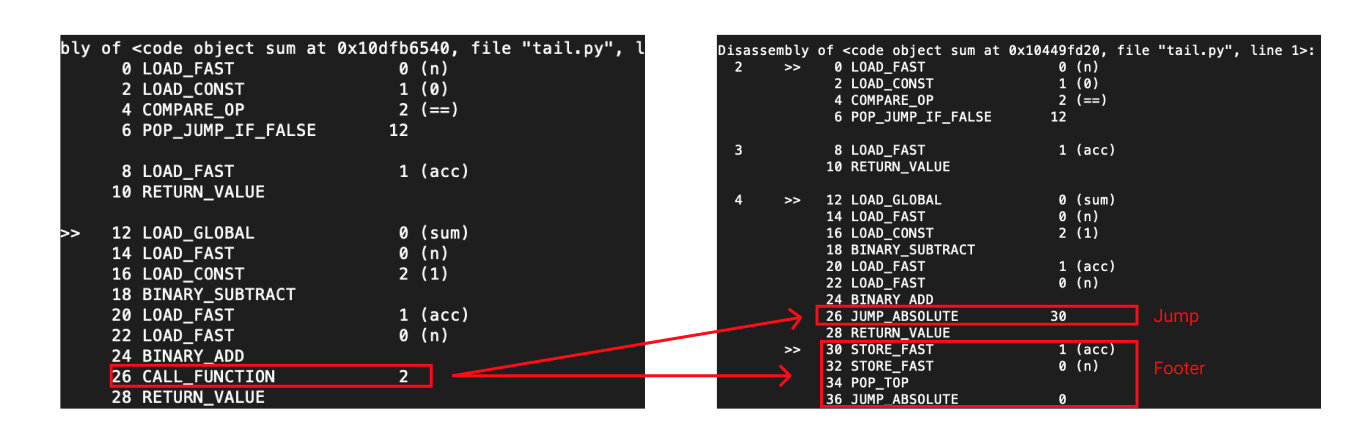 bly of <code object sum at 0x10dfb6540, file "tail.py", l
0 LOAD_FAST 0 (n)
2 LOAD_CONST 1 (0)
4 COMPARE_OP 2 (==)
6 POP_JUMP_IF_FALSE 12
8 LOAD_FAST 1 (acc)
10 RETURN_VALUE
>> 12 LOAD_GLOBAL 0 (sum)
14 LOAD_FAST 0 (n)
16 LOAD_CONST 2 (1)
18 BINARY_SUBTRACT
20 LOAD_FAST 1 (acc)
22 LOAD_FAST 0 (n)
24 BINARY_ADD
26 CALL_FUNCTION 2
28 RETURN_VALUE
Disassembly of <code object sum at 0x10449fd20, file "tail.py", line 1>:
2 >> 0 LOAD_FAST 0 (n)
2 LOAD_CONST 1 (0)
4 COMPARE_OP 2 (==)
6 POP_JUMP_IF_FALSE 12
3 8 LOAD_FAST 1 (acc)
10 RETURN_VALUE
4 >> 12 LOAD_GLOBAL 0 (sum)
14 LOAD_FAST 0 (n)
16 LOAD_CONST 2 (1)
18 BINARY_SUBTRACT
20 LOAD_FAST 1 (acc)
22 LOAD_FAST 0 (n)
24 BINARY_ADD
26 JUMP_ABSOLUTE 30
Jump
28 RETURN_VALUE
>> 30 STORE_FAST 1 (acc)
32 STORE_FAST 0 (n)
Footer
34 POP_TOP
36 JUMP_ABSOLUTE 0